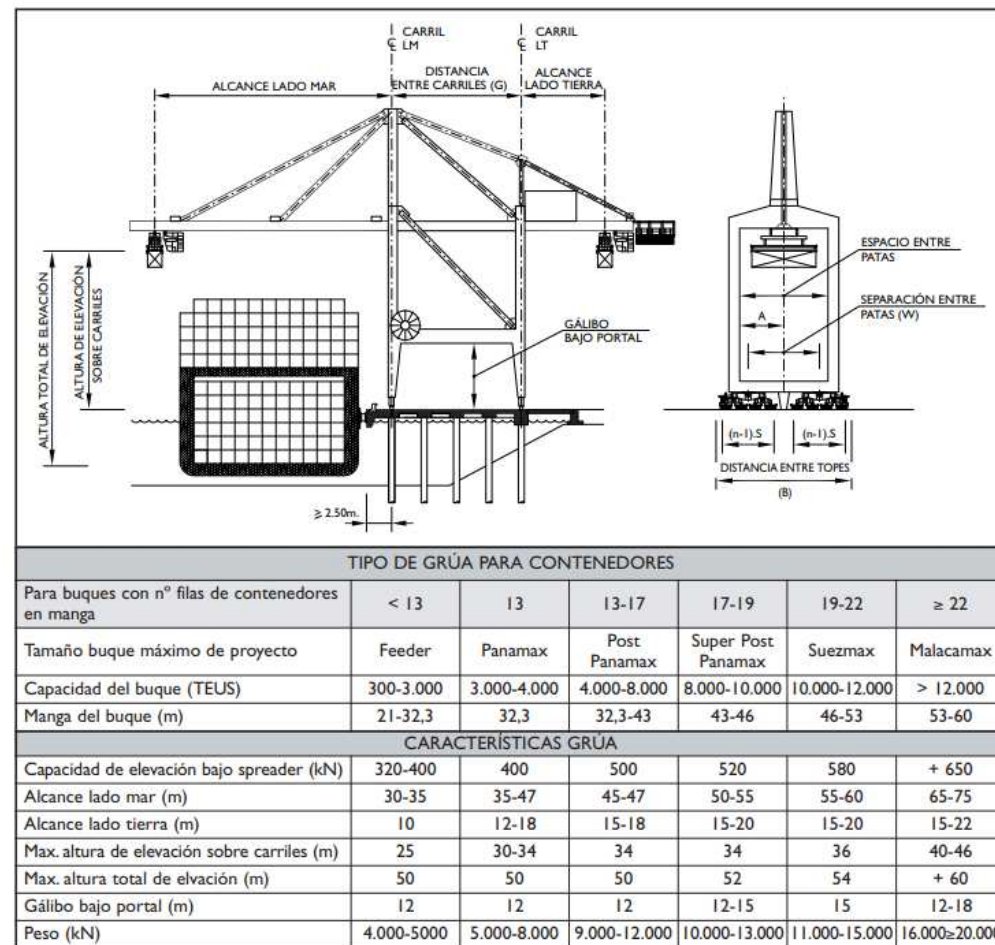 CARRIL
LM
CARRIL
LT
ALCANCE LADO MAR
DISTANCIA
ENTRE CARRILES (G)
ALCANCE
LADO TIERRA
ALTURA TOTAL DE ELEVACIÓN
ALTURA DE ELEVACIÓN
SOBRE CARRILES
GÁLIBO
BAJO PORTAL
≥ 2.50m.
ESPACIO ENTRE
PATAS
SEPARACIÓN ENTRE
PATAS (W)
A
(n-1).S (n-1).S
DISTANCIA ENTRE TOPES
(B)
TIPO DE GRÚA PARA CONTENEDORES
Para buques con nº filas de contenedores
en manga
< 13 13 13-17 17-19 19-22 ≥ 22
Tamaño buque máximo de proyecto Feeder Panamax Post
Panamax Super Post
Panamax Suezmax Malacamax
Capacidad del buque (TEUS) 300-3.000 3.000-4.000 4.000-8.000 8.000-10.000 10.000-12.000 > 12.000
Manga del buque (m) 21-32,3 32,3 32,3-43 43-46 46-53 53-60
CARACTERÍSTICAS GRÚA
Capacidad de elevación bajo spreader (kN) 320-400 400 500 520 580 + 650
Alcance lado mar (m) 30-35 35-47 45-47 50-55 55-60 65-75
Alcance lado tierra (m) 10 12-18 15-18 15-20 15-20 15-22
Max. altura de elevación sobre carriles (m) 25 30-34 34 34 36 40-46
Max. altura total de elvación (m) 50 50 50 52 54 + 60
Gálibo bajo portal (m) 12 12 12 12-15 15 12-18
Peso (kN) 4.000-5000 5.000-8.000 9.000-12.000 10.000-13.000 11.000-15.000 16.000≥20.000